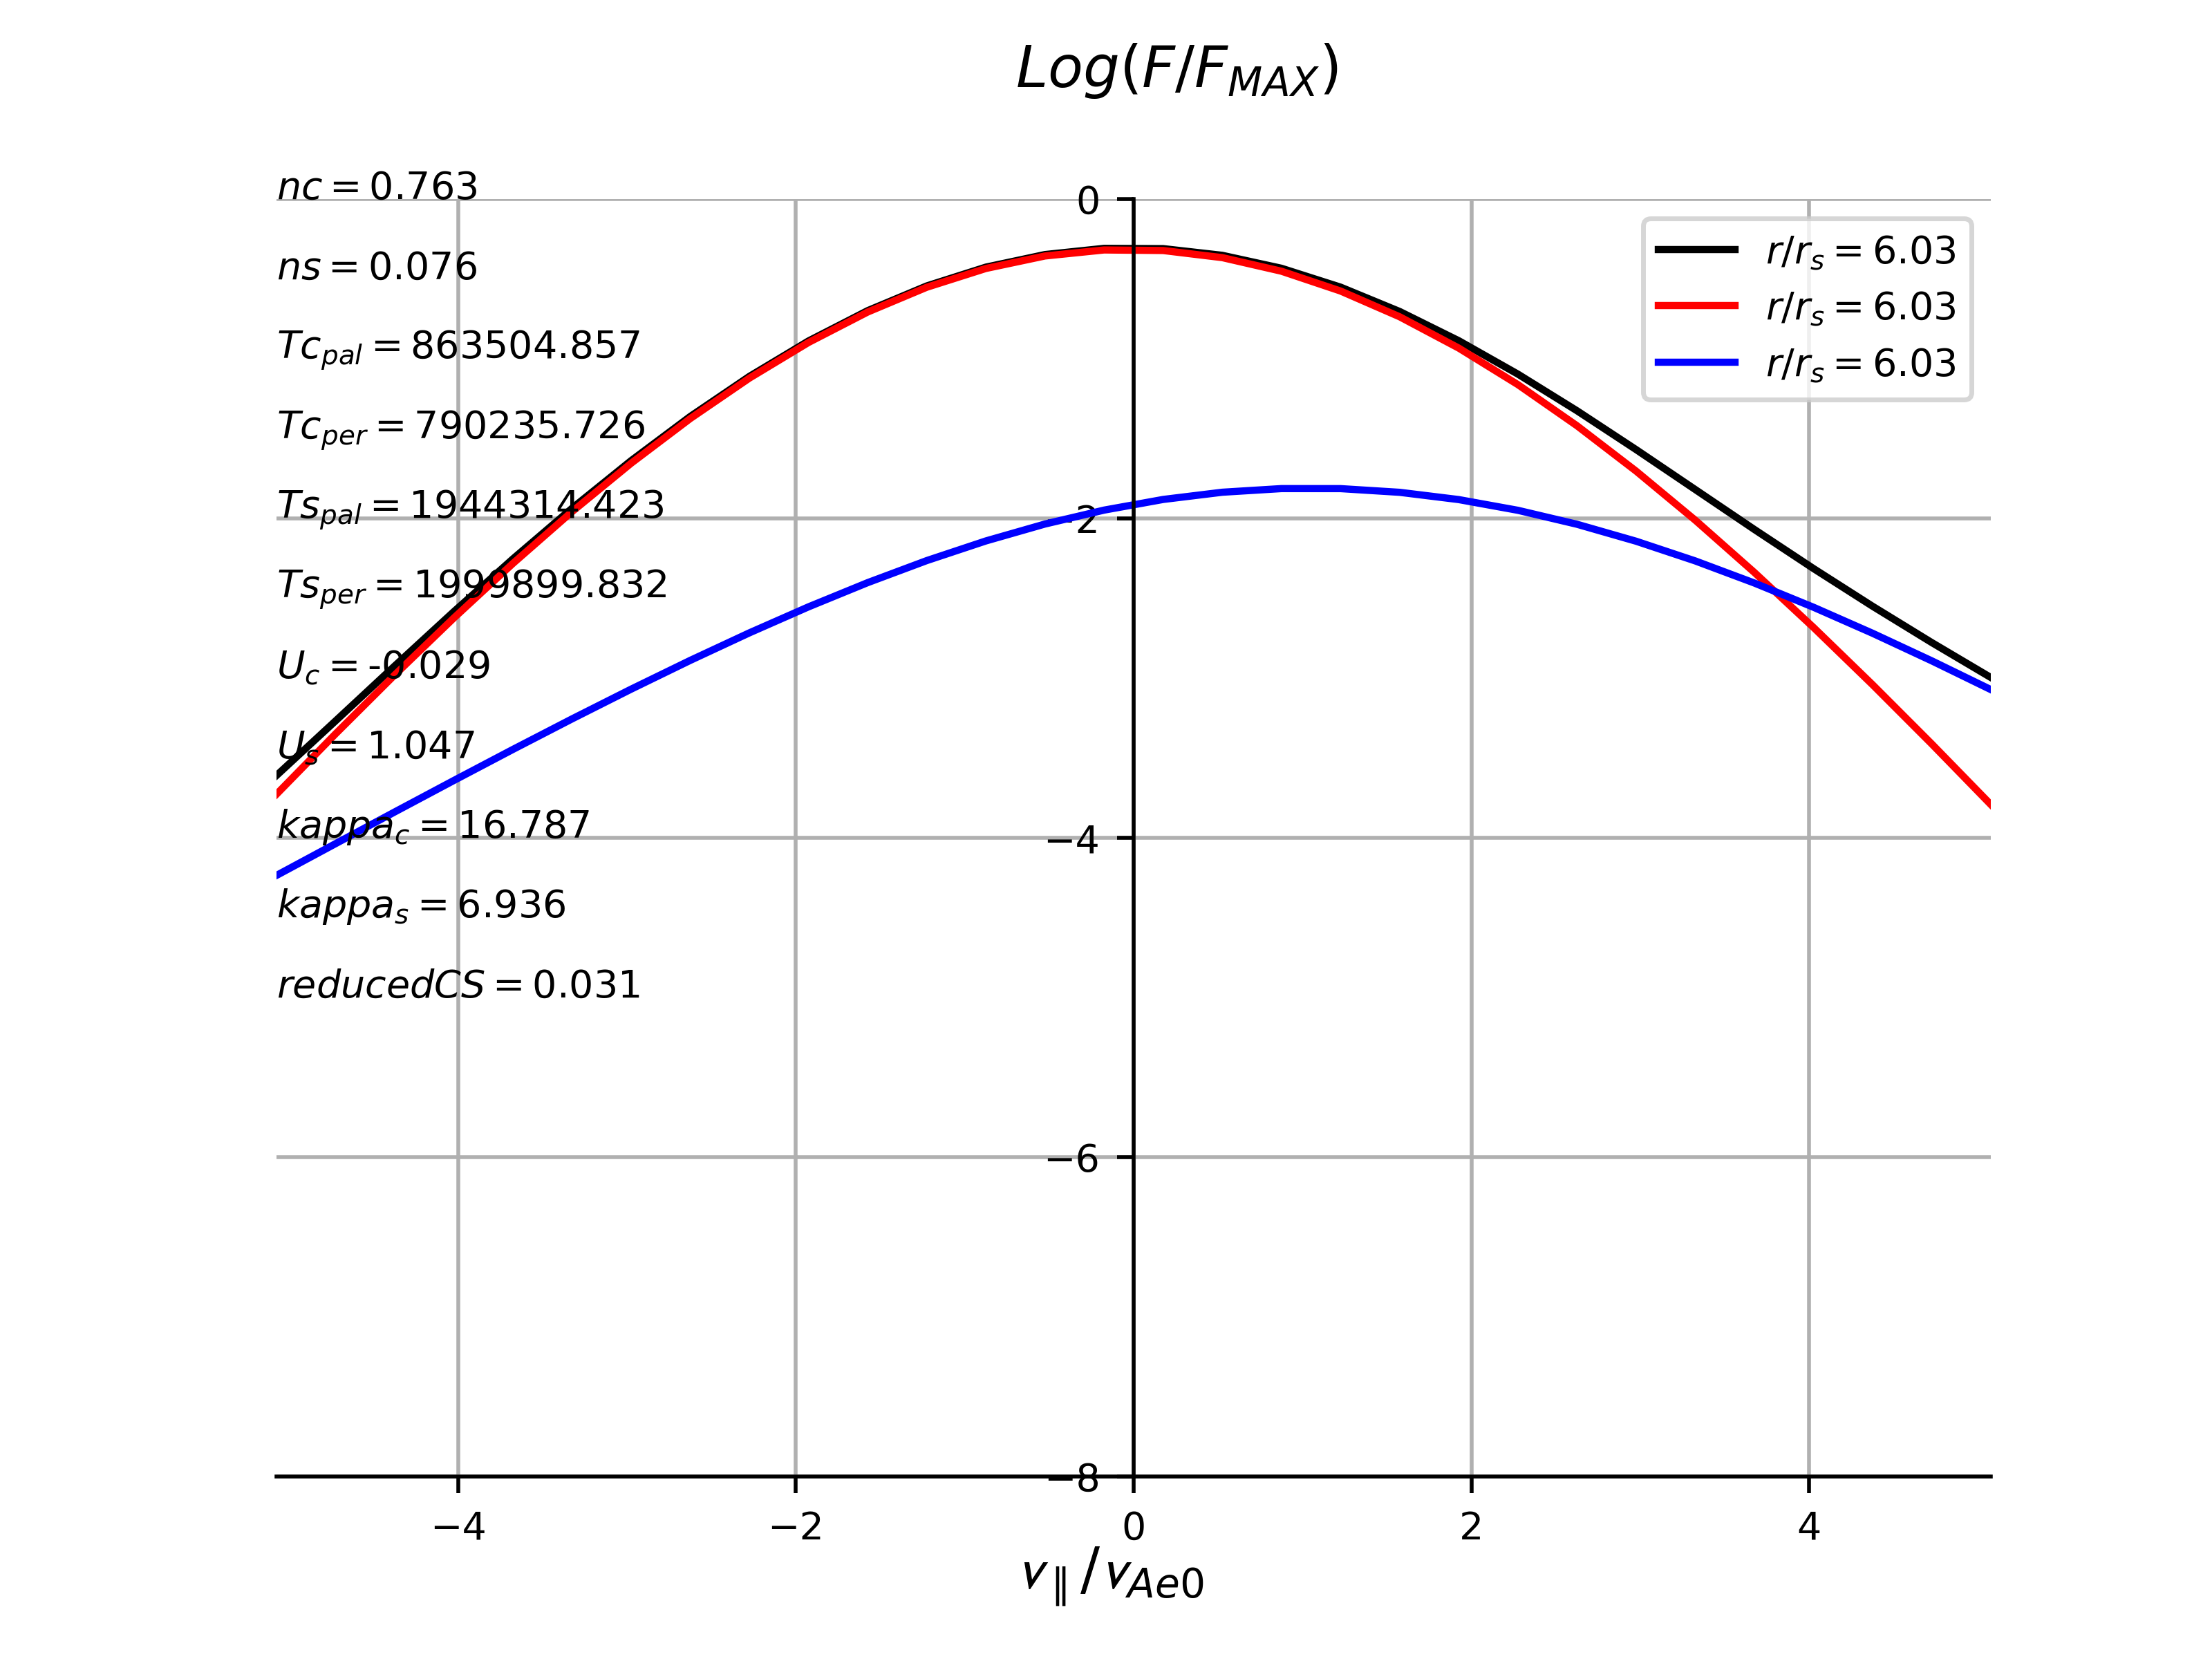 Log(F/F_MAX)
nc = 0.763
ns = 0.076
Tc_pal = 863504.857
Tc_per = 790235.726
Ts_pal = 1944314.423
Ts_per = 1999899.832
U_c = -0.029
U_s = 1.047
kappa_c = 16.787
kappa_s = 6.936
reducedCS = 0.031
r/r_s = 6.03
r/r_s = 6.03
r/r_s = 6.03
0
−2
−4
−6
−8
−4 −2 0 2 4
v_∥/v_Ae0